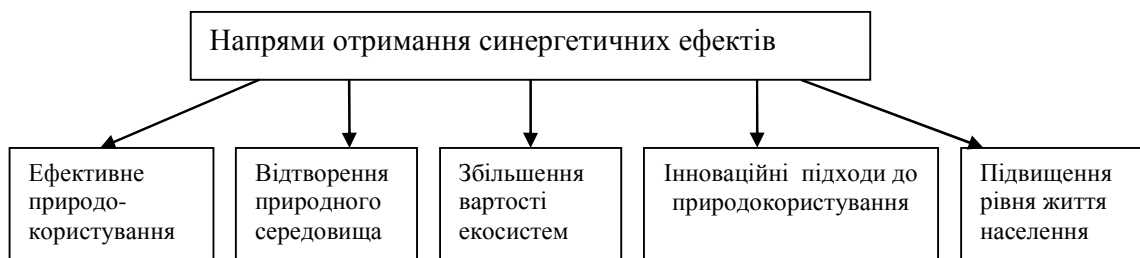 Напрями отримання синергетичних ефектів
Ефективне
природо-
користування
Відтворення
природного
середовища
Збільшення
вартості
екосистем
Інноваційні підходи до
природокористування
Підвищення
рівня життя
населення